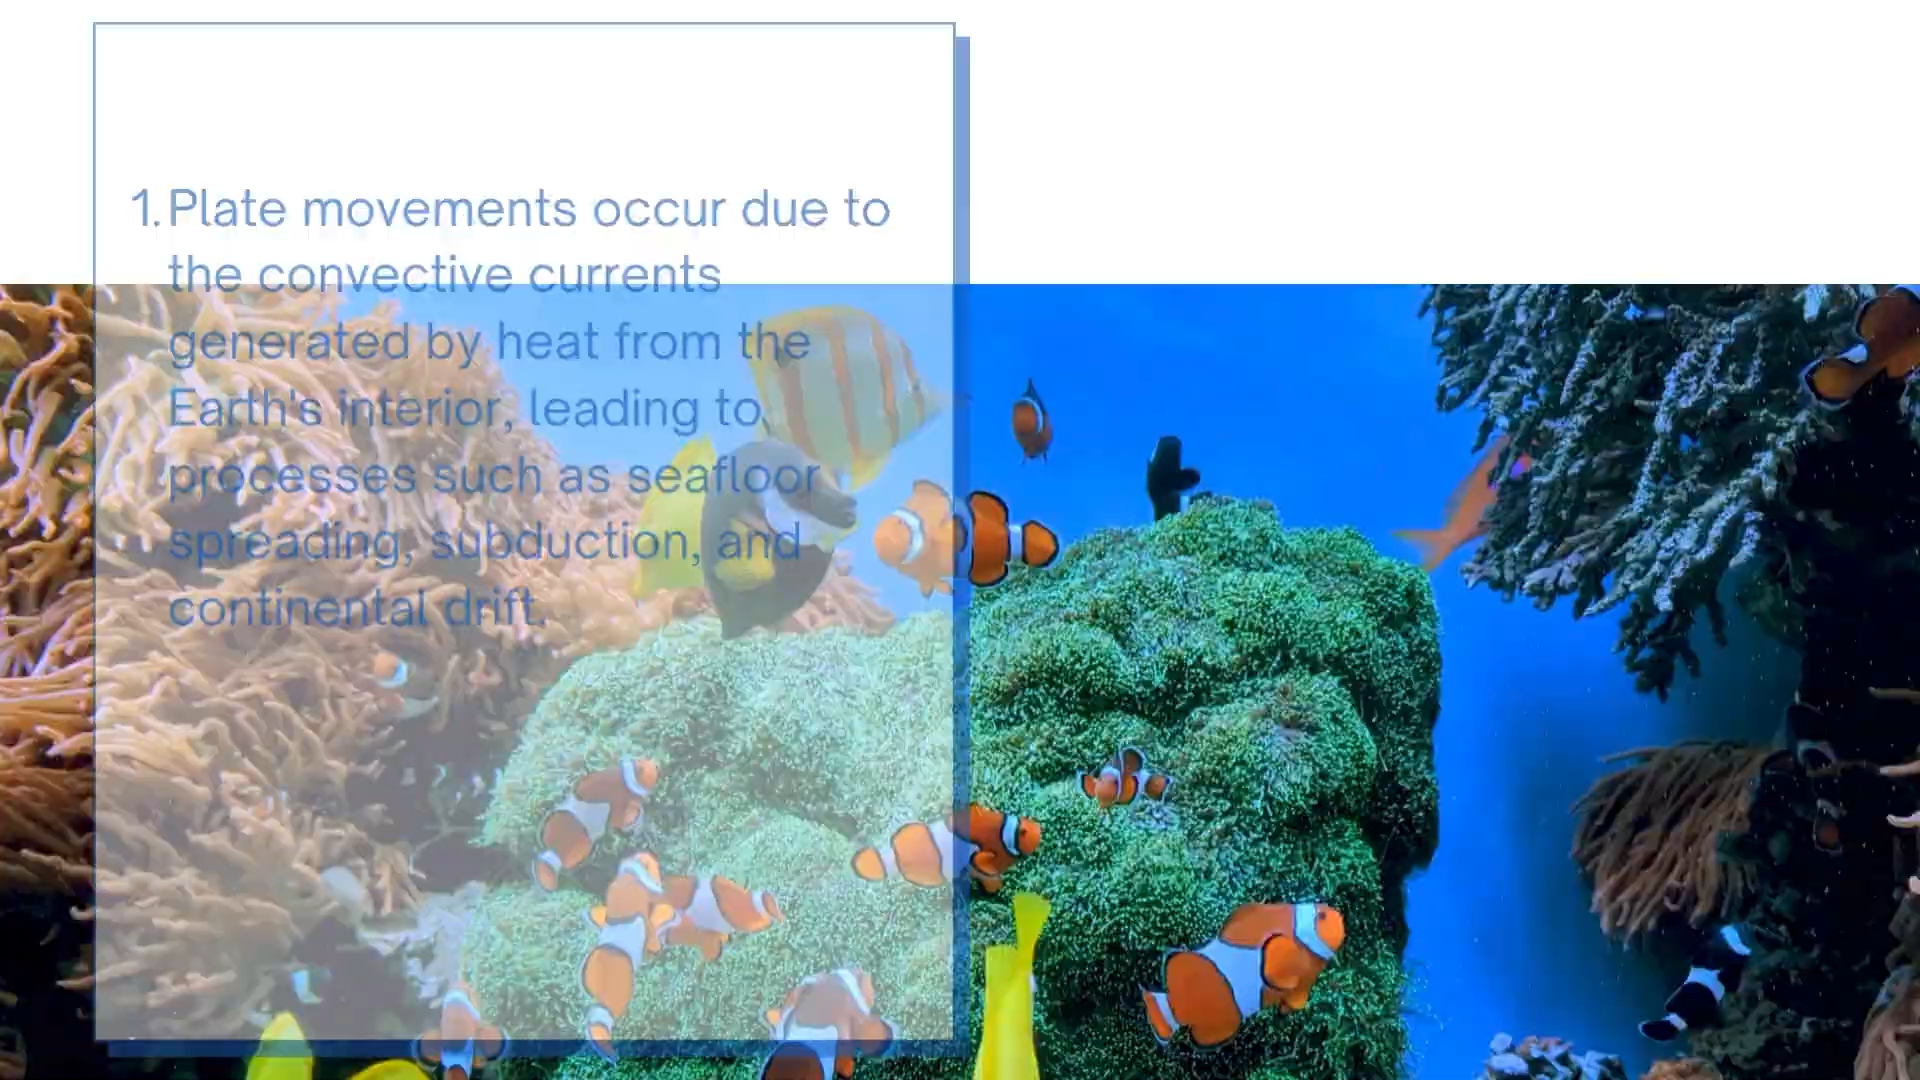 1. Plate movements occur due to
the convective currents
generated by heat from the
Earth's interior, leading to
processes such as seafloor
spreading, subduction, and
continental drift.